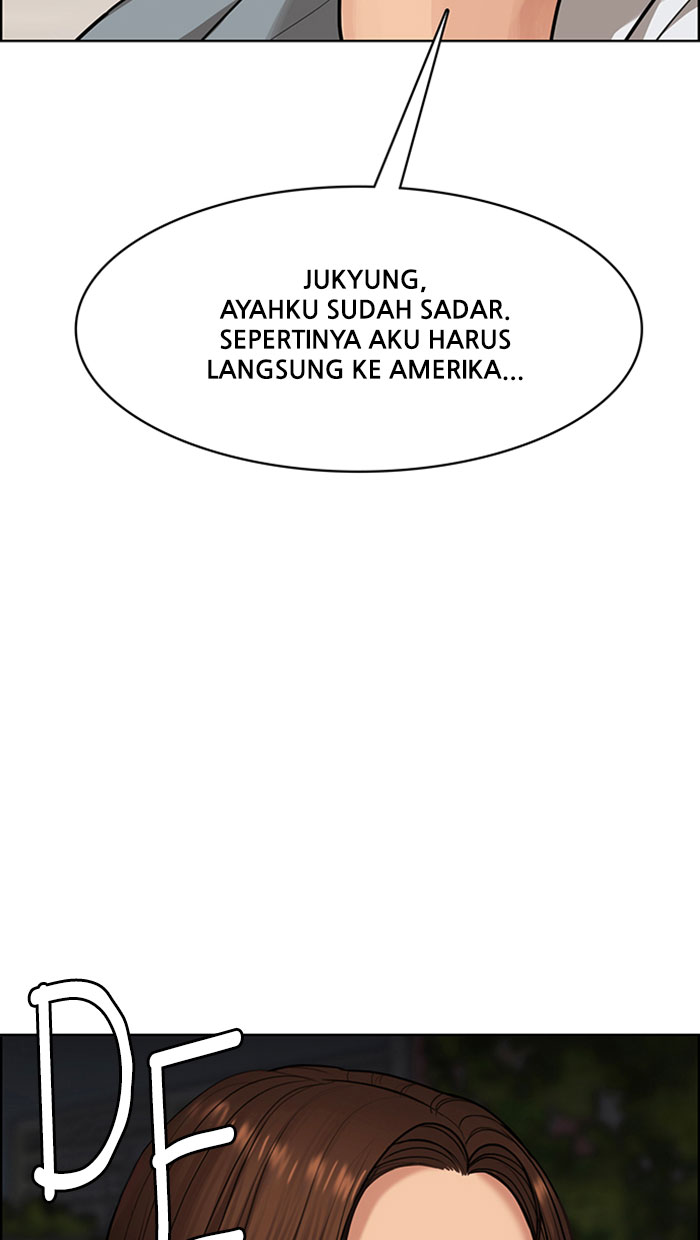 JUKYUNG,
AYAHKU SUDAH SADAR.
SEPERTINYA AKU HARUS
LANGSUNG KE AMERIKA...
DE